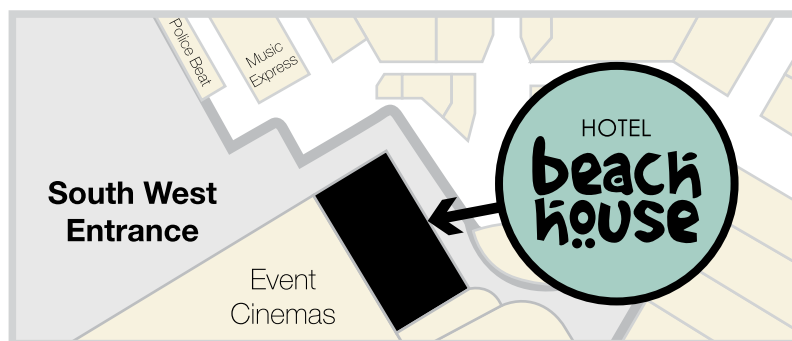 Police Beat
Music
Express
HOTEL
beach
house
South West
Entrance
Event
Cinemas